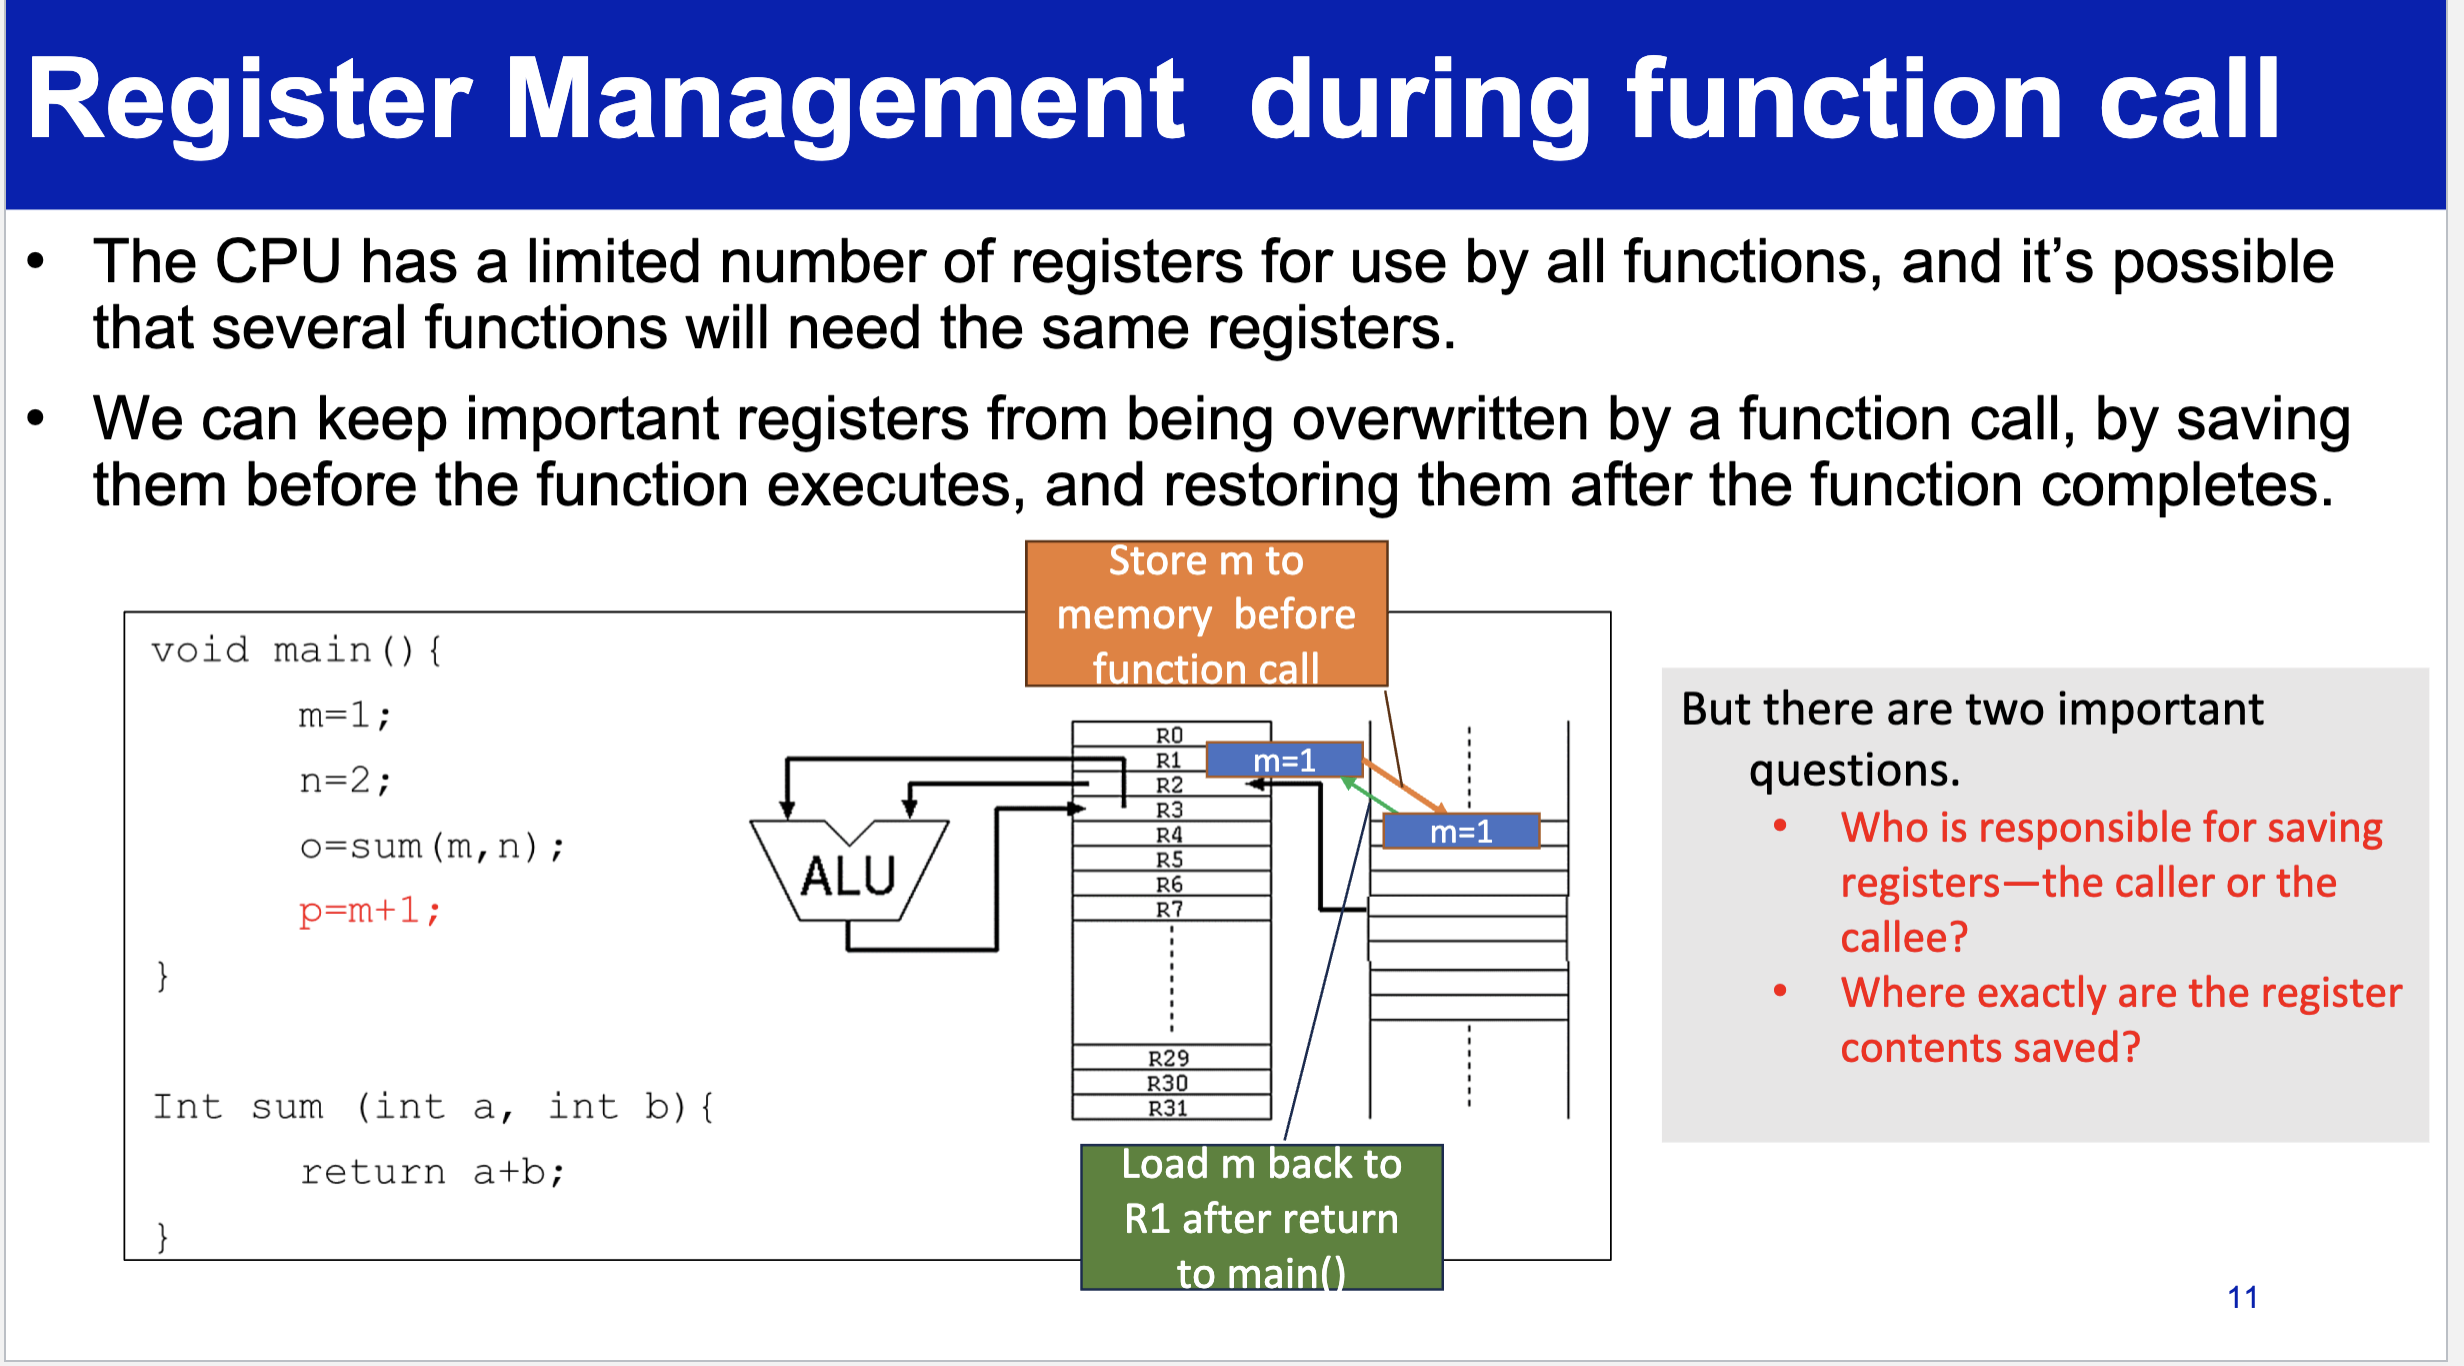 Register Management  during function call
• The CPU has a limited number of registers for use by all functions, and it’s possible
that several functions will need the same registers.
• We can keep important registers from being overwritten by a function call, by saving
them before the function executes, and restoring them after the function completes.
Store m to
memory  before
function call
void main(){
m=1;
n=2;
o=sum(m,n);
p=m+1;
}
Int sum (int a, int b){
return a+b;
}
ALU
R0
R1
R2
R3
R4
R5
R6
R7
R29
R30
R31
m=1
m=1
Load m back to
R1 after return
to main()
But there are two important
questions.
• Who is responsible for saving
registers—the caller or the
callee?
• Where exactly are the register
contents saved?
11